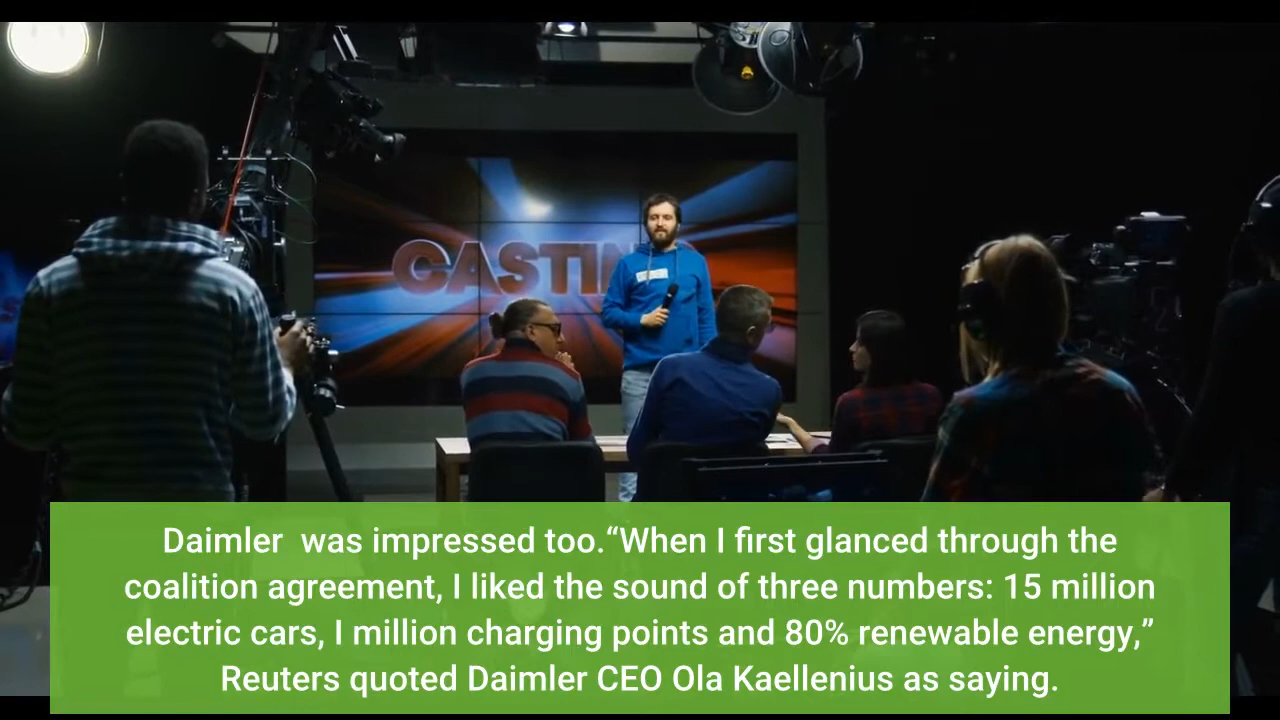 CASTIN
Daimler  was impressed too.“When I first glanced through the
coalition agreement, I liked the sound of three numbers: 15 million
electric cars, I million charging points and 80% renewable energy,”
Reuters quoted Daimler CEO Ola Kaellenius as saying.